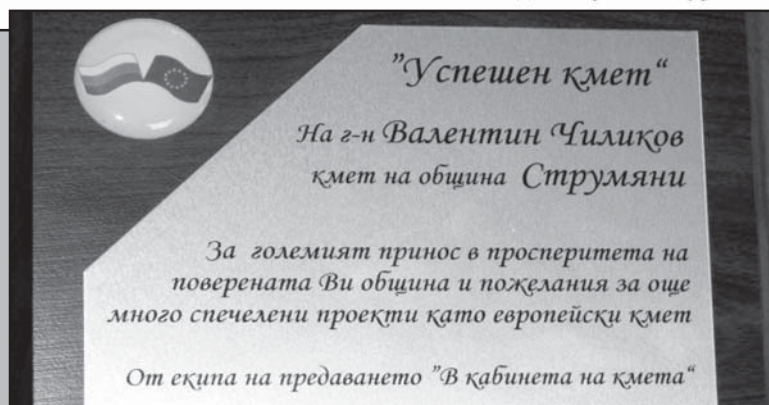 "Успешен кмет“
На г-н Валентин Чиликов
кмет на община Струмяни
За големият принос в просперитета на
поверената Ви община и пожелания за още
много спечелени проекти като европейски кмет
От екипа на предаването "В кабинета на кмета“